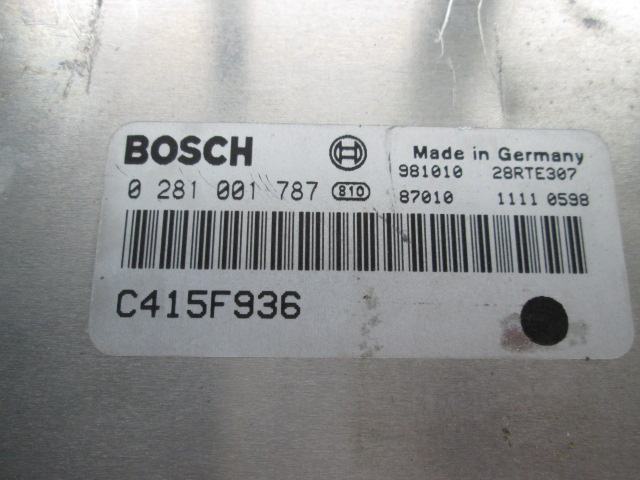 BOSCH
Made in Germany
981010 28RTE307
0 281 001 787 810
87010 1111 0598
C415F936